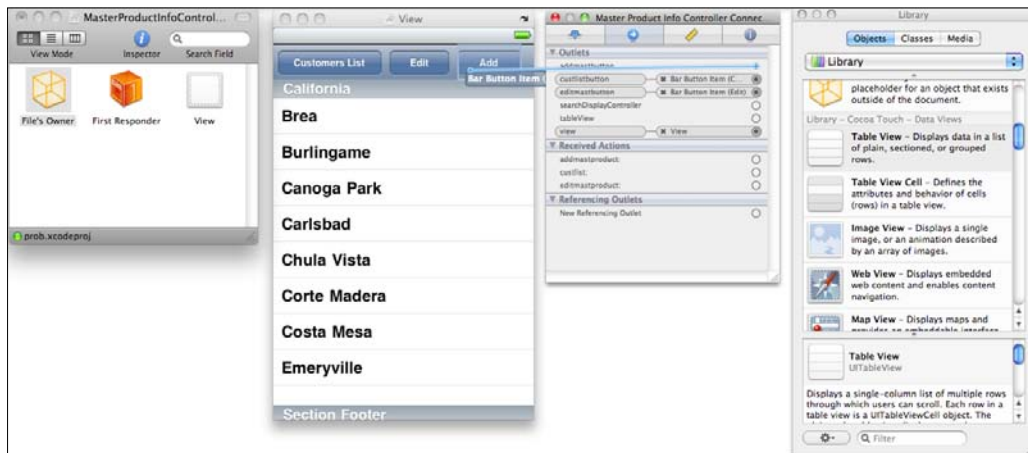 MasterProductInfoControl...
View Mode
Inspector
Search Field
File's Owner
First Responder
View
prob.xcodeproj
View
Customers List
Edit
Add
Bar Button Item (
California
Brea
Burlingame
Canoga Park
Carlsbad
Chula Vista
Corte Madera
Costa Mesa
Emeryville
Section Footer
Master Product Info Controller Connec
Outlets
addmastbutton
custlistbutton
Bar Button Item (C...
editmastbutton
Bar Button Item (Edit)
searchDisplayController
tableView
view
View
Received Actions
addmastproduct:
custlist:
editmastproduct:
Referencing Outlets
New Referencing Outlet
Library
Objects
Classes
Media
Library
placeholder for an object that exists
outside of the document.
Library – Cocoa Touch – Data Views
Table View – Displays data in a list
of plain, sectioned, or grouped
rows.
Table View Cell – Defines the
attributes and behavior of cells
(rows) in a table view.
Image View – Displays a single
image, or an animation described
by an array of images.
Web View – Displays embedded
web content and enables content
navigation.
Map View – Displays maps and
provides an embeddable interface
Table View
UITableView
Displays a single-column list of multiple rows
through which users can scroll. Each row in a
table view is a UITableViewCell object. The
Filter